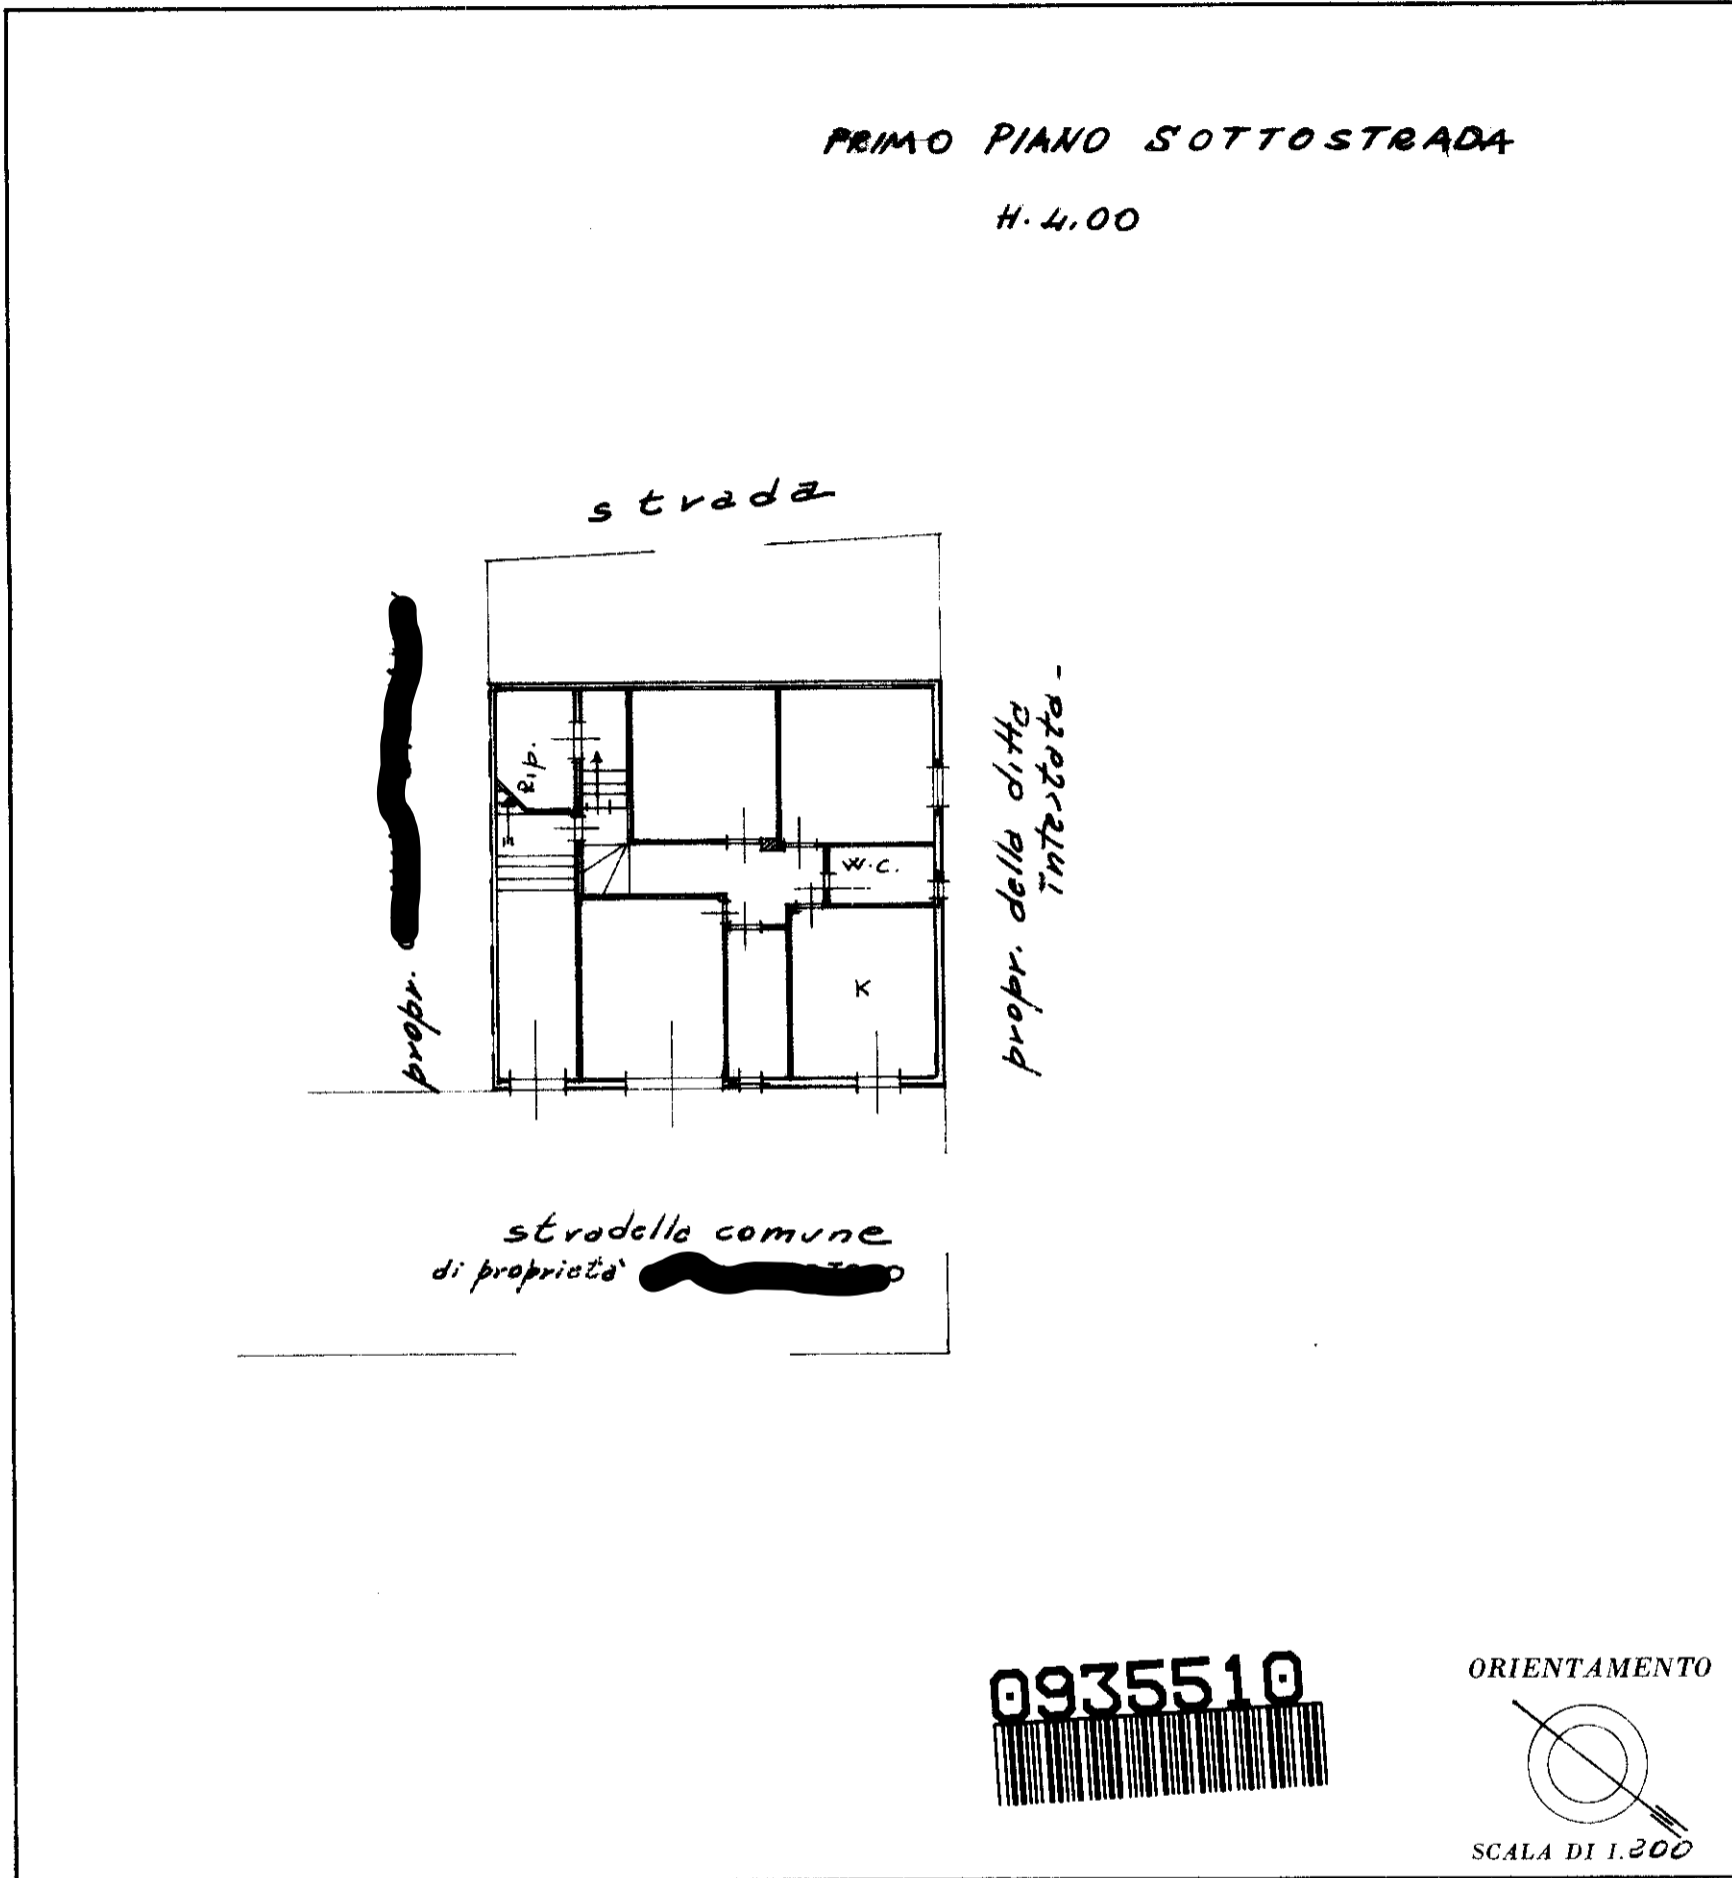 PRIMO PIANO SOTTOSTRADA
H. 4.00
strada
Rip.
W.C.
K
propr.
propr. della ditta
intestata -
stradella comune
di proprietà
0935510
ORIENTAMENTO
SCALA DI 1.200